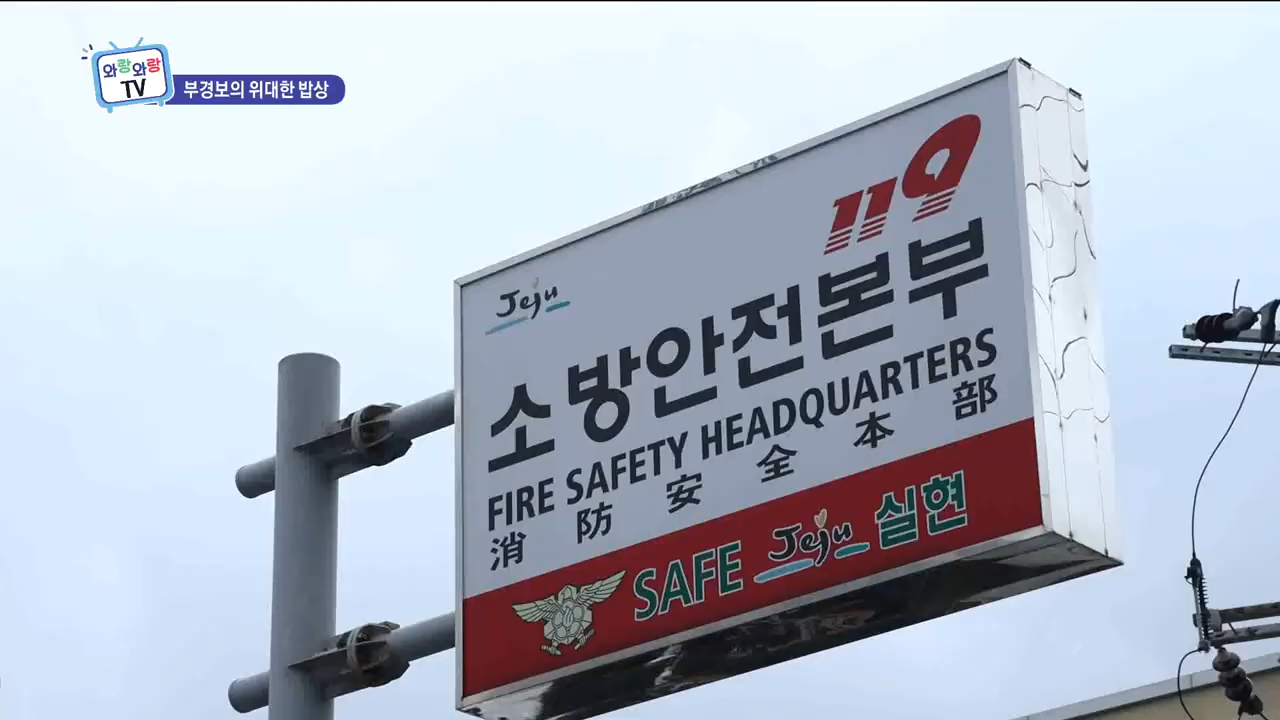 와랑와랑
TV
부경보의 위대한 밥상
119
Jeju
소방안전본부
FIRE SAFETY HEADQUARTERS
消防安全本部
SAFE Jeju 실현